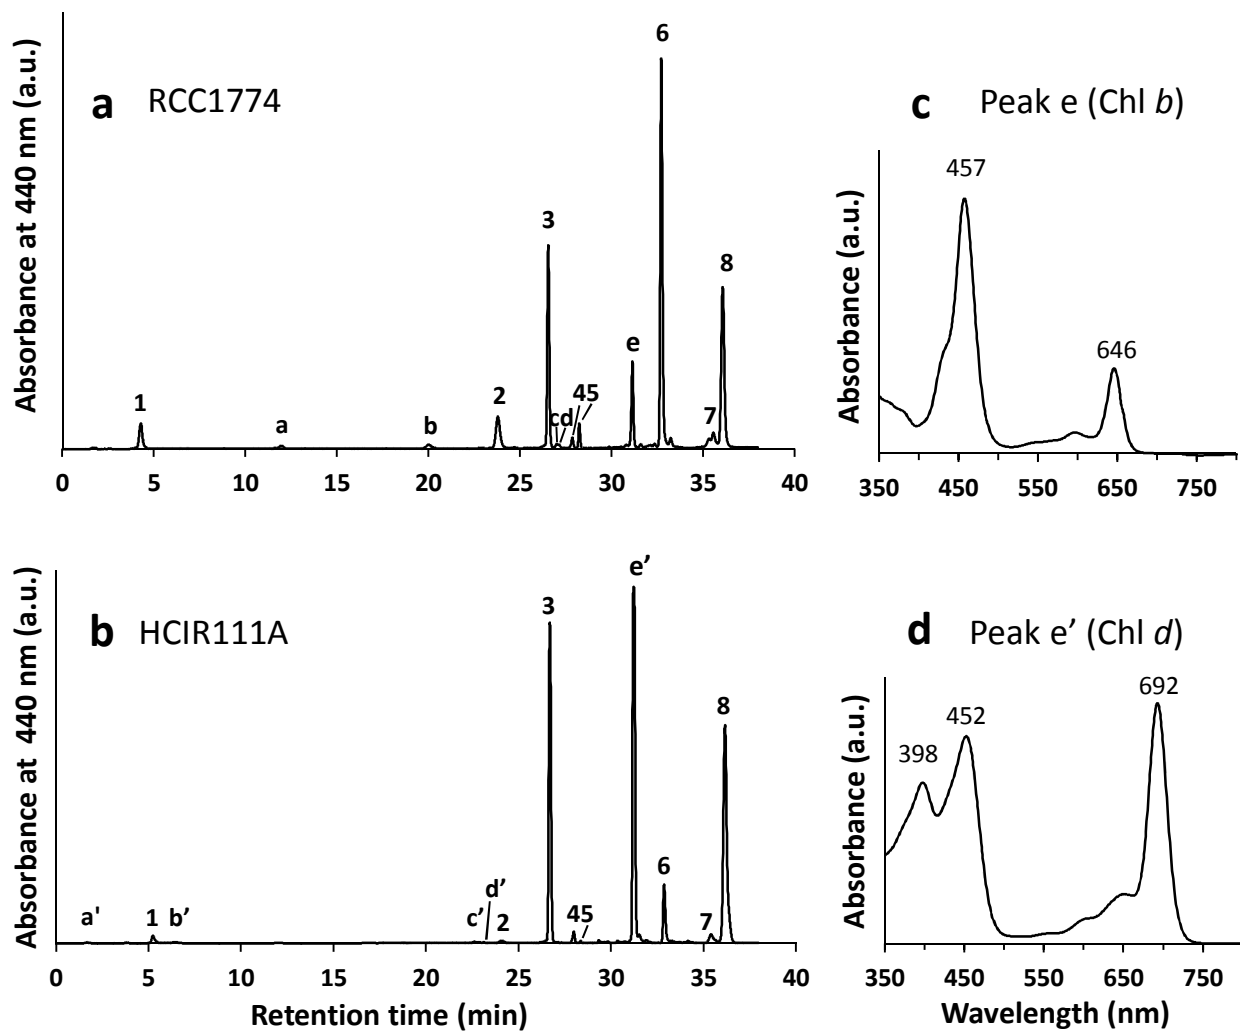 a RCC1774
Absorbance at 440 nm (a.u.)
1
a
b
2
3
cd
45
e
6
7
8
0 5 10 15 20 25 30 35 40
c Peak e (Chl b)
Absorbance (a.u.)
457
646
350 450 550 650 750
b HCIR111A
Absorbance at 440 nm (a.u.)
a'
1
b’
c’
d’
2
3
45
e’
6
7
8
0 5 10 15 20 25 30 35 40
Retention time (min)
d Peak e’ (Chl d)
Absorbance (a.u.)
398
452
692
350 450 550 650 750
Wavelength (nm)